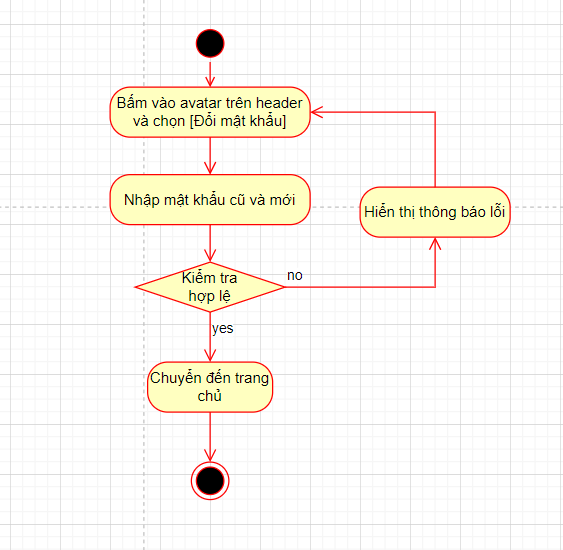 Bấm vào avatar trên header
và chọn [Đổi mật khẩu]
Nhập mật khẩu cũ và mới
Hiển thị thông báo lỗi
Kiểm tra
hợp lệ
no
yes
Chuyển đến trang
chủ